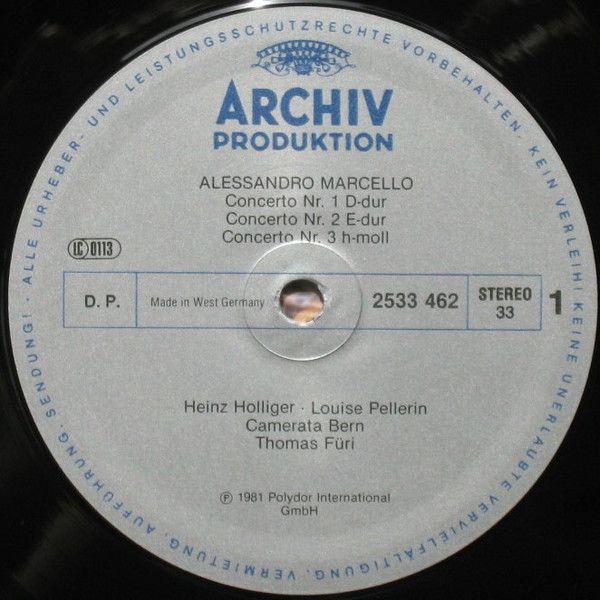 ALLE URHEBER- UND LEISTUNGSSCHUTZRECHTE VORBEHALTEN. KEIN VERLEIH! KEINE UNERLAUBTE VERVIELFÄLTIGUNG, VERMIETUNG, AUFFÜHRUNG, SENDUNG! ·
ARCHIV
PRODUKTION
ALESSANDRO MARCELLO
Concerto Nr. 1 D-dur
Concerto Nr. 2 E-dur
Concerto Nr. 3 h-moll
LC 0113
D. P. Made in West Germany 2533 462 STEREO 33 1
Heinz Holliger · Louise Pellerin
Camerata Bern
Thomas Füri
Ⓟ 1981 Polydor International
GmbH